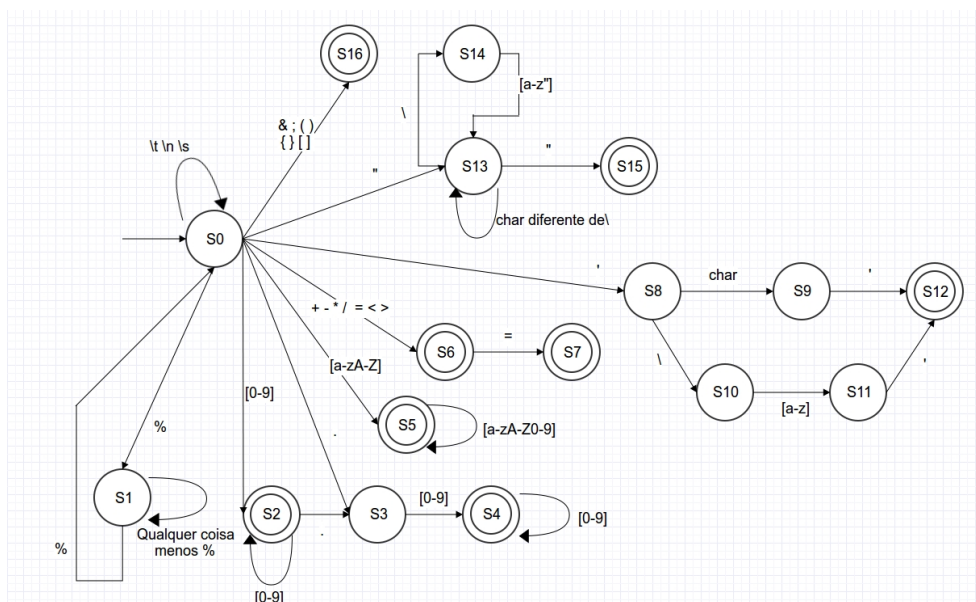 S16
S14
[a-z"]
& ; ( )
{ } [ ]
\
\t \n \s
"
S13
"
S15
S0
char diferente de\
'
S8
char
S9
'
S12
+ - * / = < >
S6
=
S7
\
S10
[a-z]
S11
'
[a-zA-Z]
[0-9]
S5
[a-zA-Z0-9]
%
.
S1
S2
.
S3
[0-9]
S4
[0-9]
Qualquer coisa
menos %
%
[0-9]